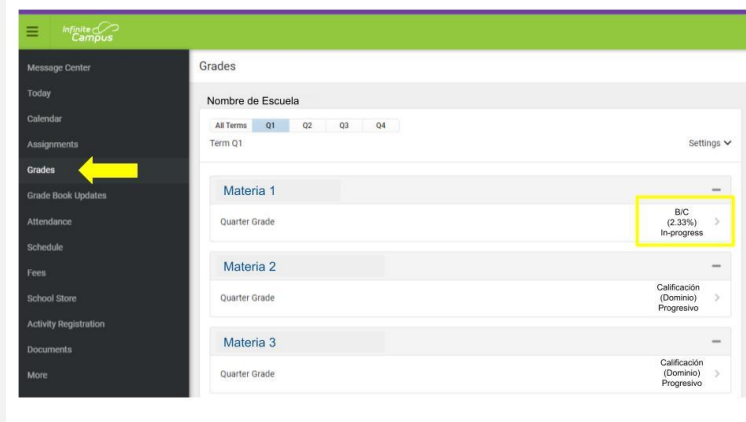 Infinite
Campus
Message Center
Today
Calendar
Assignments
Grades
Grade Book Updates
Attendance
Schedule
Fees
School Store
Activity Registration
Documents
More
Grades
Nombre de Escuela
All Terms Q1 Q2 Q3 Q4
Term Q1 Settings
Materia 1
Quarter Grade
B/C
(2.33%)
In-progress
Materia 2
Quarter Grade
Calificación
(Dominio)
Progresivo
Materia 3
Quarter Grade
Calificación
(Dominio)
Progresivo